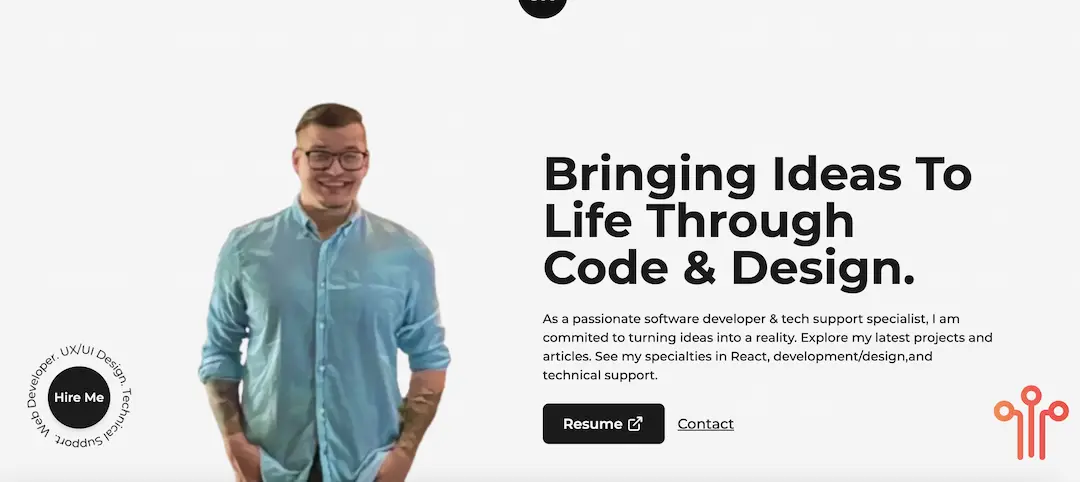 Bringing Ideas To
Life Through
Code & Design.
As a passionate software developer & tech support specialist, I am
commited to turning ideas into a reality. Explore my latest projects and
articles. See my specialties in React, development/design,and
technical support.
Resume
Contact
Web Developer. UX/UI Design. Technical Support.
Hire Me